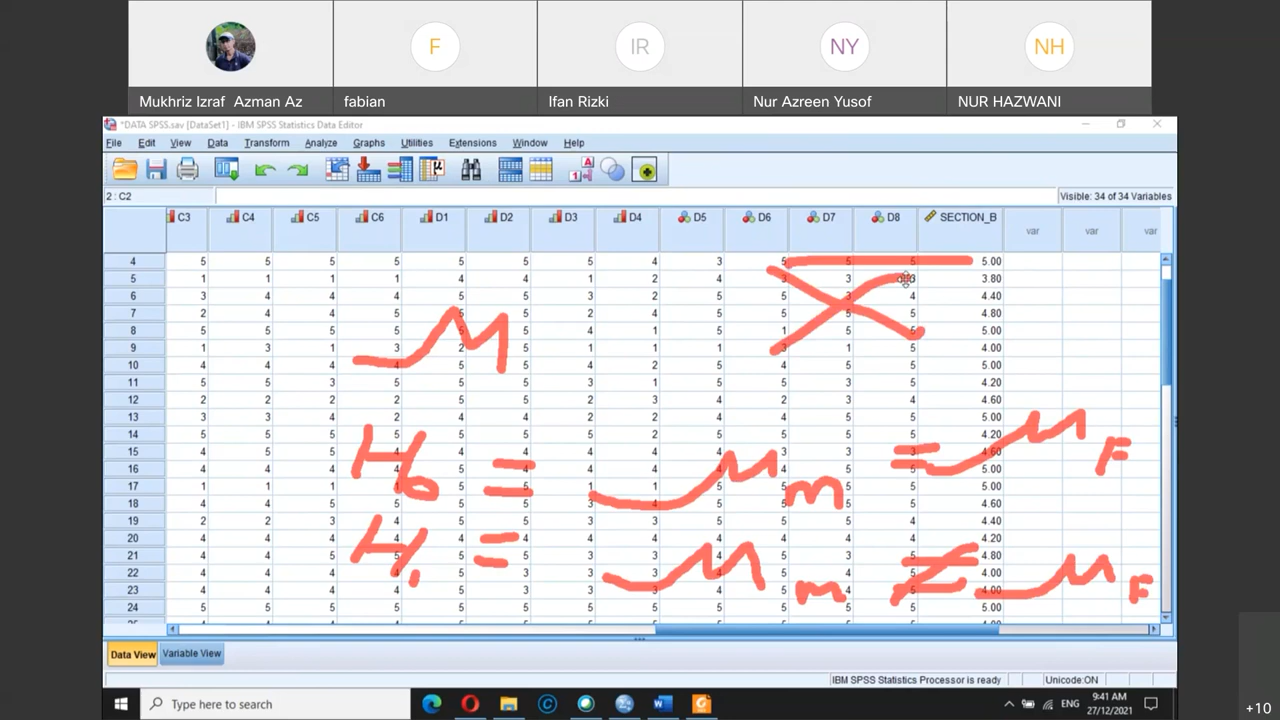 F IR NY NH
Mukhriz Izraf Azman Az fabian Ifan Rizki Nur Azreen Yusof NUR HAZWANI
*DATA SPSS.sav [DataSet1] - IBM SPSS Statistics Data Editor
File Edit View Data Transform Analyze Graphs Utilities Extensions Window Help
2 : C2 Visible: 34 of 34 Variables
C3 C4 C5 C6 D1 D2 D3 D4 D5 D6 D7 D8 SECTION_B var var var
4 5 5 5 5 5 5 5 4 3 5 5 5 5.00
5 1 1 1 1 4 4 1 2 4 3 3 3 3.80
6 3 4 4 4 5 5 3 2 5 5 3 4 4.40
7 2 4 4 4 5 5 2 4 5 5 5 5 4.80
8 5 5 5 5 5 5 4 1 5 1 5 5 5.00
9 1 3 1 3 2 5 1 1 1 3 1 5 4.00
10 4 4 4 4 5 5 4 2 5 4 5 5 5.00
11 5 5 3 5 5 5 3 1 5 5 3 5 4.20
12 2 2 2 2 5 5 2 3 4 2 3 4 4.60
13 3 3 4 2 4 4 2 2 4 4 5 5 5.00
14 5 5 5 5 5 5 5 2 5 5 5 5 4.20
15 4 4 4 4 4 4 4 4 4 3 3 3 4.60
16 4 4 4 4 4 4 4 4 4 4 5 5 5.00
17 1 1 1 1 5 5 1 1 5 5 5 5 5.00
18 4 4 5 5 5 5 3 4 5 5 5 5 4.60
19 2 2 3 4 5 5 3 3 5 5 5 4 4.40
20 4 4 4 4 4 4 4 4 4 5 5 4 4.20
21 4 4 5 5 5 5 3 3 4 5 3 5 4.80
22 4 4 4 4 5 3 3 3 4 5 4 5 4.00
23 4 4 4 4 5 3 3 3 4 5 4 5 4.00
24 5 5 5 5 5 5 5 5 5 5 5 5 5.00
μ X̄
H₀ = μ m = μ F
H₁ = μ m ≠ μ F
Data View Variable View
IBM SPSS Statistics Processor is ready Unicode:ON
Type here to search ENG 9:41 AM
27/12/2021
+10